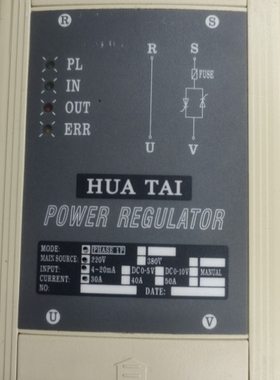 R S
PL
IN
OUT
ERR
R S
FUSE
U V
HUA TAI
POWER REGULATOR
MODE: PHASE 1P
MAIN SOURCE: 220V 380V
INPUT: 4-20mA DC0-5V DC0-10V MANUAL
CURRENT: 30A 40A 50A
NO: DATE:
U V